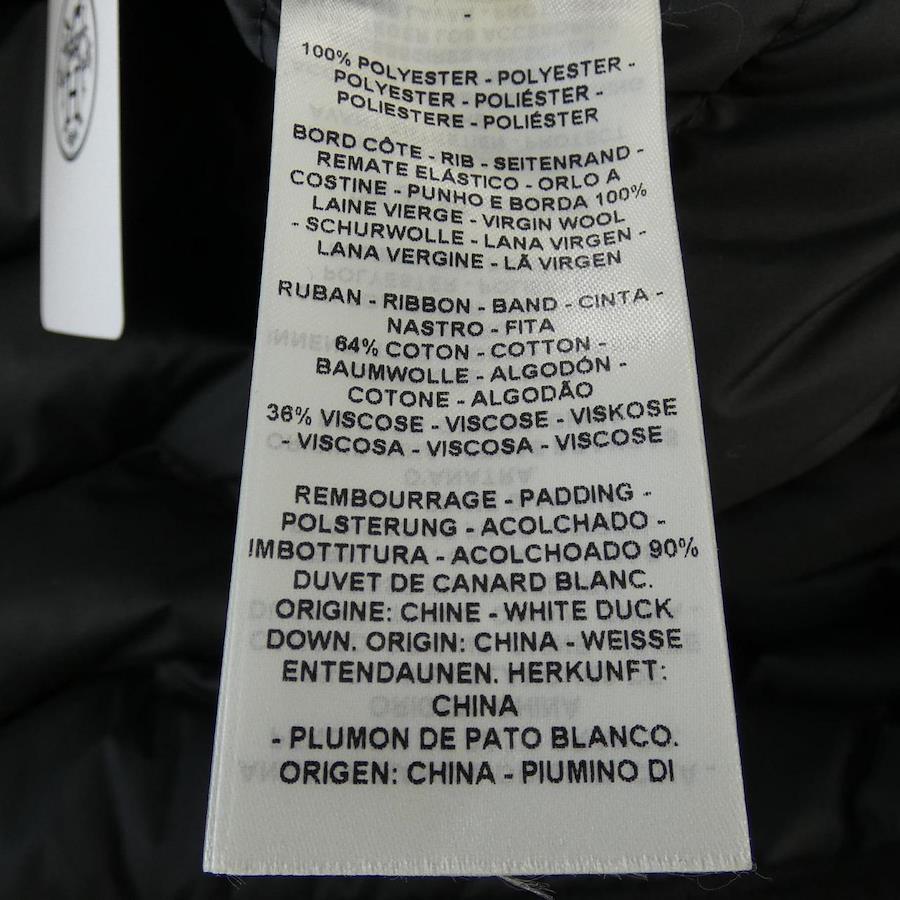 -
100% POLYESTER - POLYESTER -
POLYESTER - POLIÉSTER -
POLIESTERE - POLIÉSTER
BORD CÔTE - RIB - SEITENRAND -
REMATE ELÁSTICO - ORLO A
COSTINE - PUNHO E BORDA 100%
LAINE VIERGE - VIRGIN WOOL
- SCHURWOLLE - LANA VIRGEN -
LANA VERGINE - LÃ VIRGEN
RUBAN - RIBBON - BAND - CINTA -
NASTRO - FITA
64% COTON - COTTON -
BAUMWOLLE - ALGODÓN -
COTONE - ALGODÃO
36% VISCOSE - VISCOSE - VISKOSE
- VISCOSA - VISCOSA - VISCOSE
REMBOURRAGE - PADDING -
POLSTERUNG - ACOLCHADO -
IMBOTTITURA - ACOLCHOADO 90%
DUVET DE CANARD BLANC.
ORIGINE: CHINE - WHITE DUCK
DOWN. ORIGIN: CHINA - WEISSE
ENTENDAUNEN. HERKUNFT:
CHINA
- PLUMON DE PATO BLANCO.
ORIGEN: CHINA - PIUMINO DI